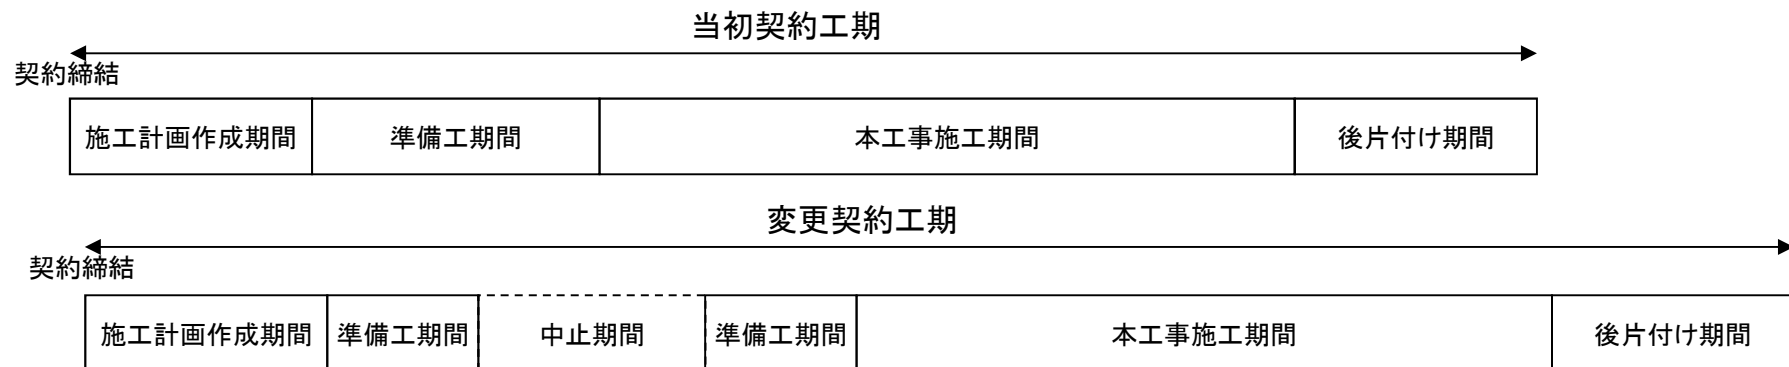 当初契約工期
契約締結
施工計画作成期間 準備工期間 本工事施工期間 後片付け期間
変更契約工期
契約締結
施工計画作成期間 準備工期間 中止期間 準備工期間 本工事施工期間 後片付け期間